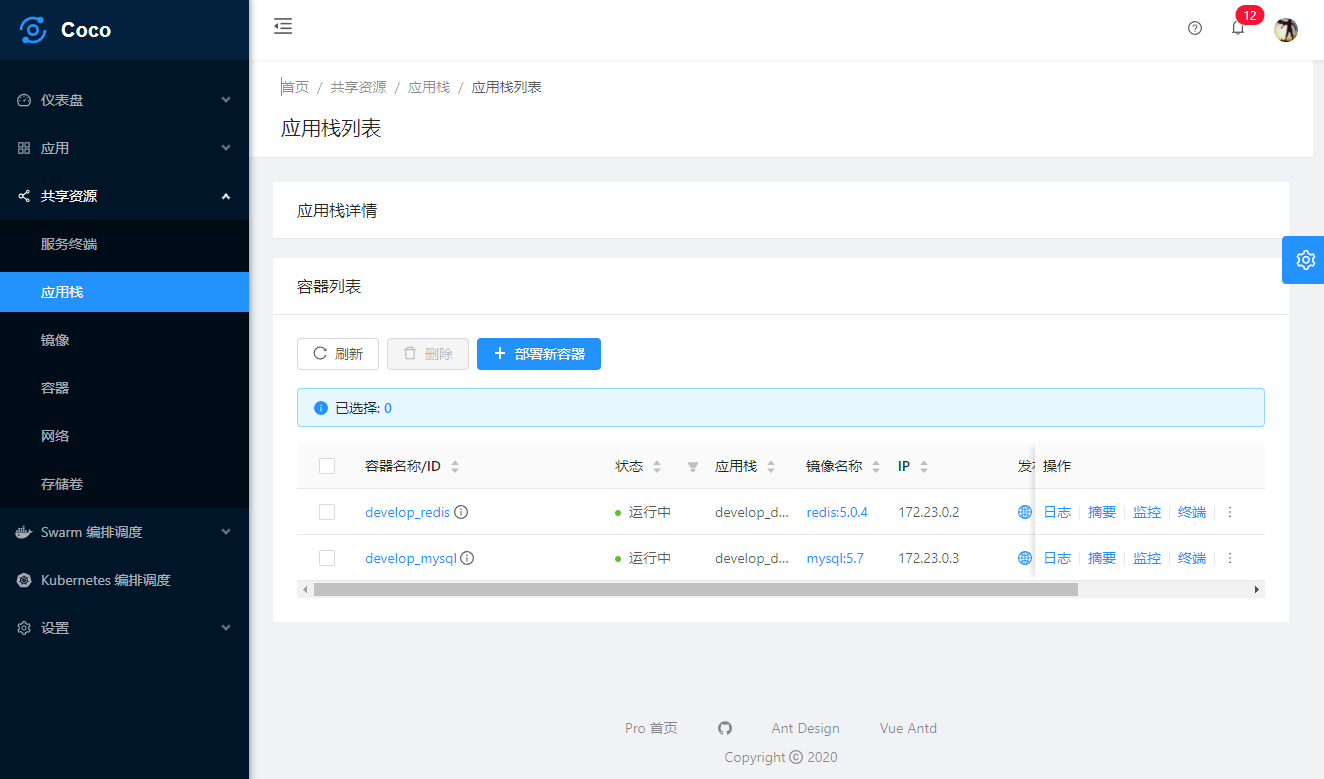 Coco
12
仪表盘
应用
共享资源
服务终端
应用栈
镜像
容器
网络
存储卷
Swarm 编排调度
Kubernetes 编排调度
设置
首页 / 共享资源 / 应用栈 / 应用栈列表
应用栈列表
应用栈详情
容器列表
刷新 删除 部署新容器
已选择: 0
容器名称/ID 状态 应用栈 镜像名称 IP 操作
develop_redis 运行中 develop_d... redis:5.0.4 172.23.0.2 日志 摘要 监控 终端
develop_mysql 运行中 develop_d... mysql:5.7 172.23.0.3 日志 摘要 监控 终端
Pro 首页 Ant Design Vue Antd
Copyright © 2020